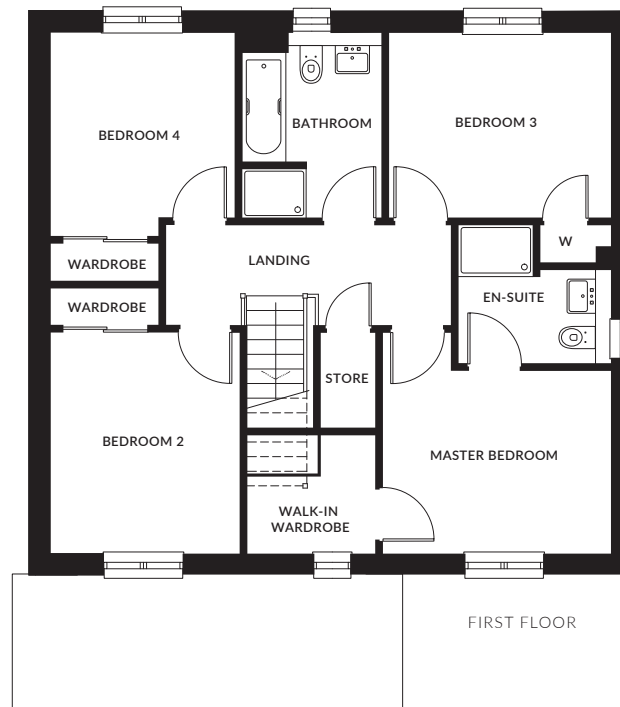 BEDROOM 4
BATHROOM
BEDROOM 3
W
LANDING
WARDROBE
EN-SUITE
WARDROBE
STORE
BEDROOM 2
MASTER BEDROOM
WALK-IN
WARDROBE
FIRST FLOOR